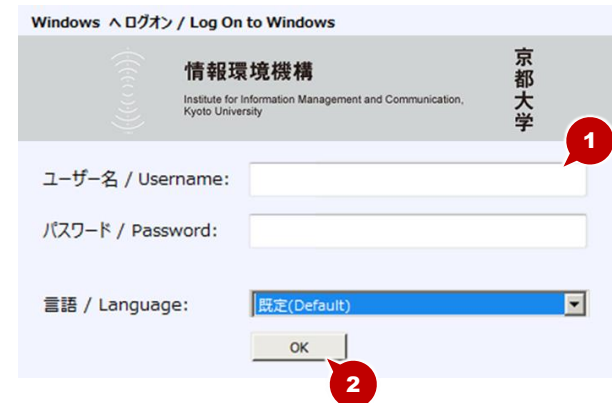 Windows へログオン / Log On to Windows
情報環境機構
Institute for Information Management and Communication,
Kyoto University
京都大学
1
ユーザー名 / Username:
パスワード / Password:
言語 / Language:
既定(Default)
OK
2